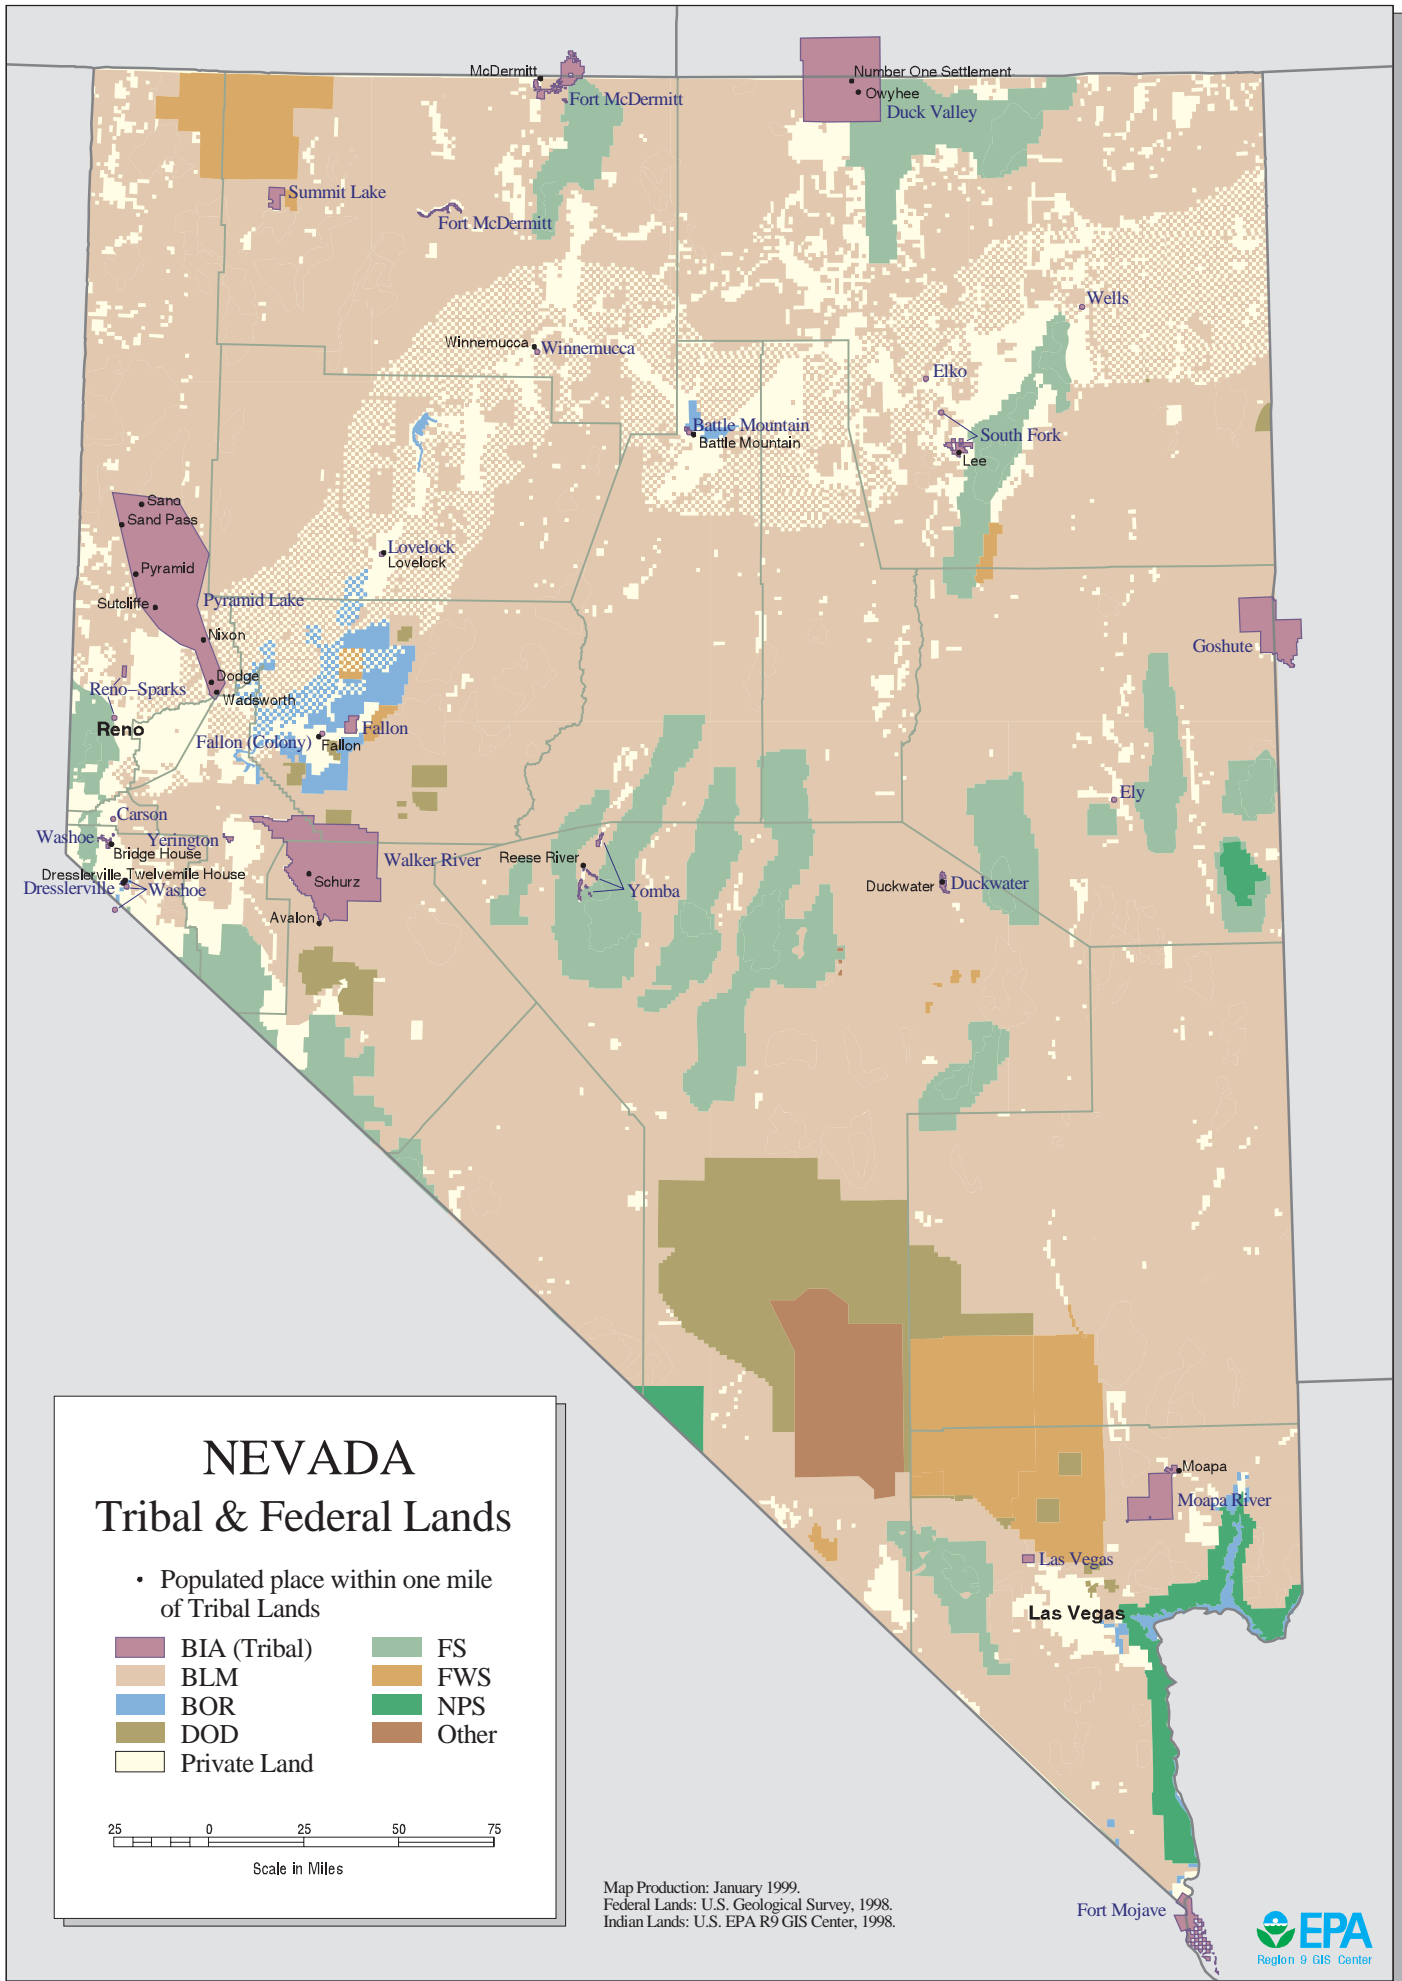 McDermitt
Fort McDermitt
Number One Settlement
Owyhee
Duck Valley
Summit Lake
Fort McDermitt
Wells
Winnemucca
Winnemucca
Elko
Battle Mountain
Battle Mountain
South Fork
Lee
Sano
Sand Pass
Lovelock
Lovelock
Pyramid
Sutcliffe
Pyramid Lake
Nixon
Goshute
Dodge
Reno–Sparks
Wadsworth
Reno
Fallon
Fallon (Colony)
Fallon
Ely
Carson
Washoe
Yerington
Bridge House
Walker River
Reese River
Dresslerville
Twelvemile House
Dresslerville
Washoe
Schurz
Yomba
Duckwater
Duckwater
Avalon
Moapa
Moapa River
Las Vegas
Las Vegas
Fort Mojave
NEVADA
Tribal & Federal Lands
• Populated place within one mile
of Tribal Lands
BIA (Tribal)
BLM
BOR
DOD
Private Land
FS
FWS
NPS
Other
25 0 25 50 75
Scale in Miles
Map Production: January 1999.
Federal Lands: U.S. Geological Survey, 1998.
Indian Lands: U.S. EPA R9 GIS Center, 1998.
EPA
Region 9 GIS Center